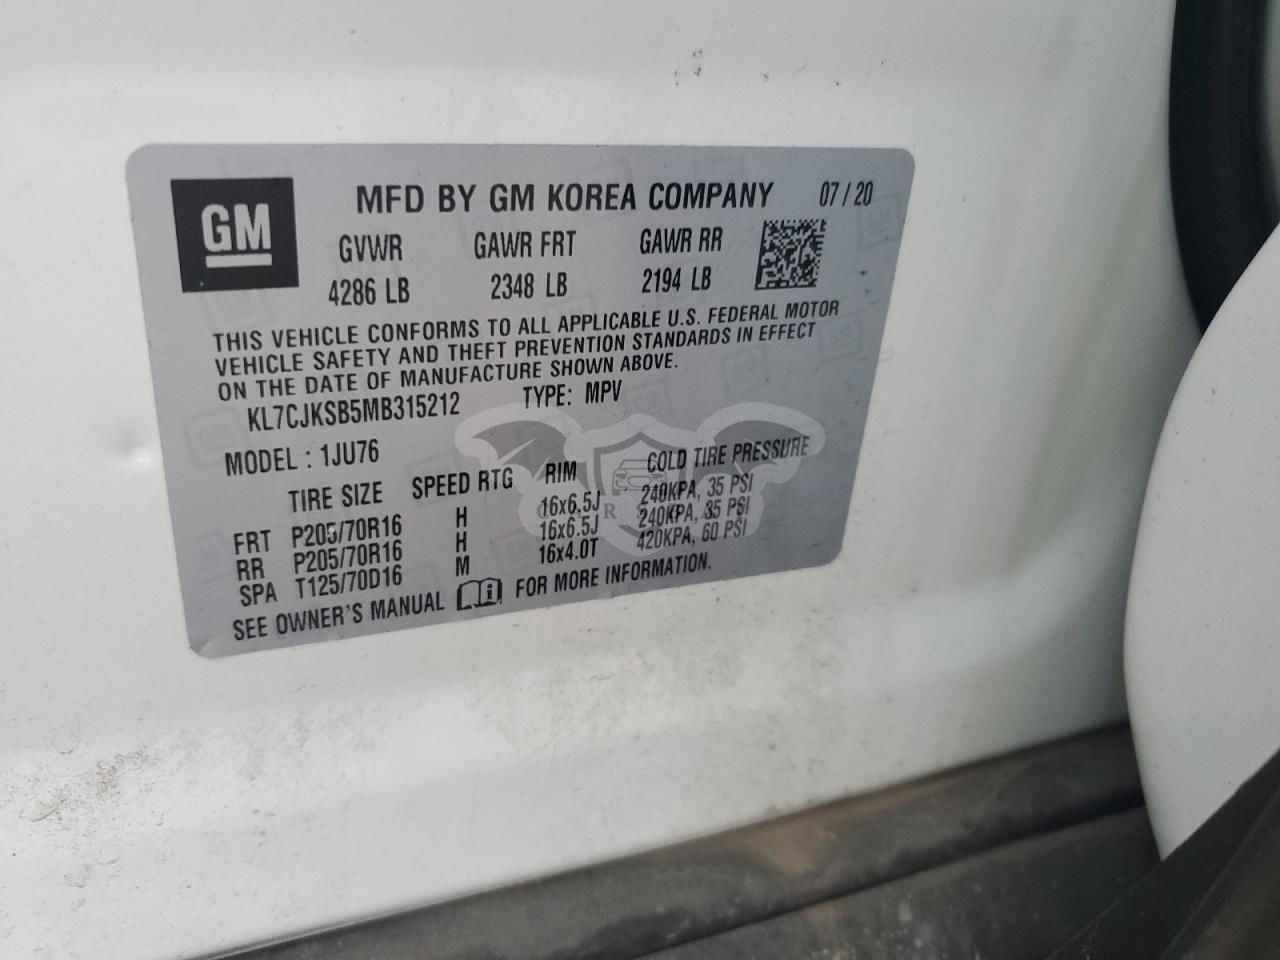 GM
MFD BY GM KOREA COMPANY 07 / 20
GVWR GAWR FRT GAWR RR
4286 LB 2348 LB 2194 LB
THIS VEHICLE CONFORMS TO ALL APPLICABLE U.S. FEDERAL MOTOR
VEHICLE SAFETY AND THEFT PREVENTION STANDARDS IN EFFECT
ON THE DATE OF MANUFACTURE SHOWN ABOVE.
KL7CJKSB5MB315212 TYPE: MPV
MODEL : 1JU76
TIRE SIZE SPEED RTG RIM COLD TIRE PRESSURE
FRT P205/70R16 H 16x6.5J 240KPA, 35 PSI
RR P205/70R16 H 16x6.5J 240KPA, 35 PSI
SPA T125/70D16 M 16x4.0T 420KPA, 60 PSI
SEE OWNER'S MANUAL FOR MORE INFORMATION.